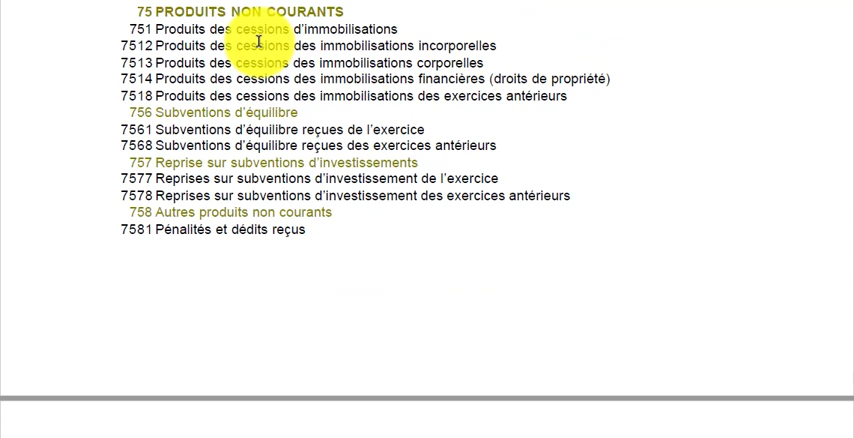 75 PRODUITS NON COURANTS
751 Produits des cessions d'immobilisations
7512 Produits des cessions des immobilisations incorporelles
7513 Produits des cessions des immobilisations corporelles
7514 Produits des cessions des immobilisations financières (droits de propriété)
7518 Produits des cessions des immobilisations des exercices antérieurs
756 Subventions d'équilibre
7561 Subventions d'équilibre reçues de l'exercice
7568 Subventions d'équilibre reçues des exercices antérieurs
757 Reprise sur subventions d'investissements
7577 Reprises sur subventions d'investissement de l'exercice
7578 Reprises sur subventions d'investissement des exercices antérieurs
758 Autres produits non courants
7581 Pénalités et dédits reçus